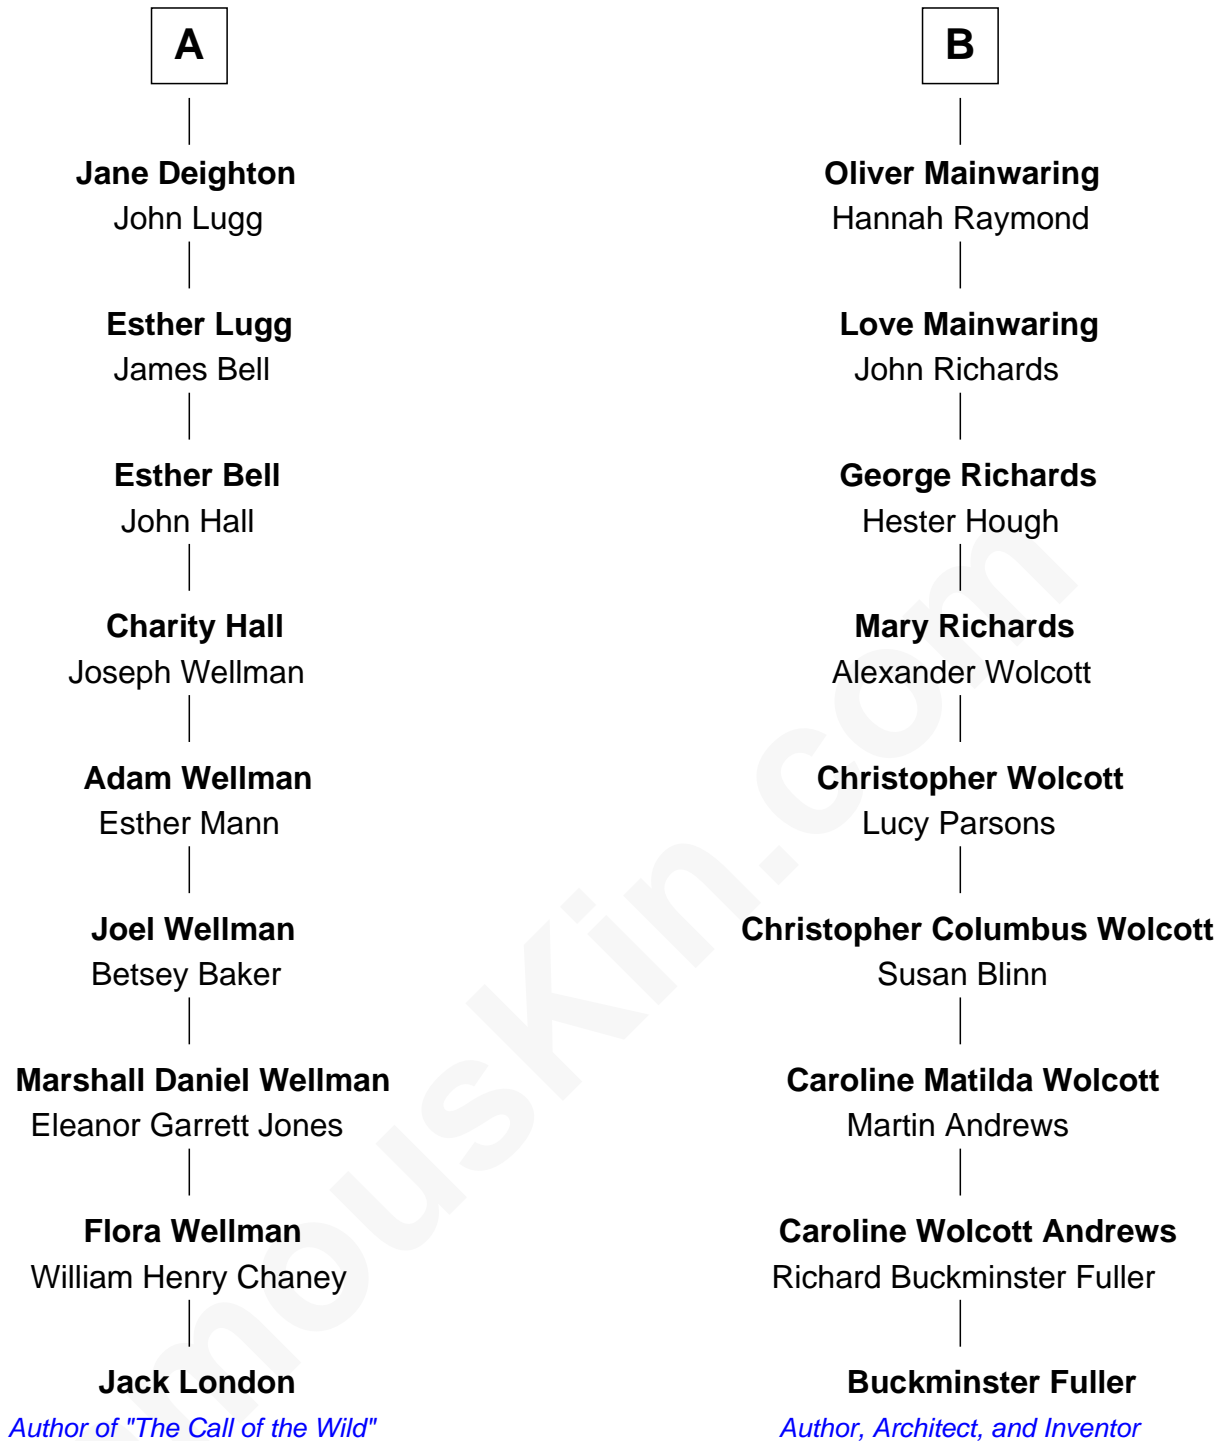 A
Jane Deighton
John Lugg
Esther Lugg
James Bell
Esther Bell
John Hall
Charity Hall
Joseph Wellman
Adam Wellman
Esther Mann
Joel Wellman
Betsey Baker
Marshall Daniel Wellman
Eleanor Garrett Jones
Flora Wellman
William Henry Chaney
Jack London
Author of "The Call of the Wild"
B
Oliver Mainwaring
Hannah Raymond
Love Mainwaring
John Richards
George Richards
Hester Hough
Mary Richards
Alexander Wolcott
Christopher Wolcott
Lucy Parsons
Christopher Columbus Wolcott
Susan Blinn
Caroline Matilda Wolcott
Martin Andrews
Caroline Wolcott Andrews
Richard Buckminster Fuller
Buckminster Fuller
Author, Architect, and Inventor
mousKin.com